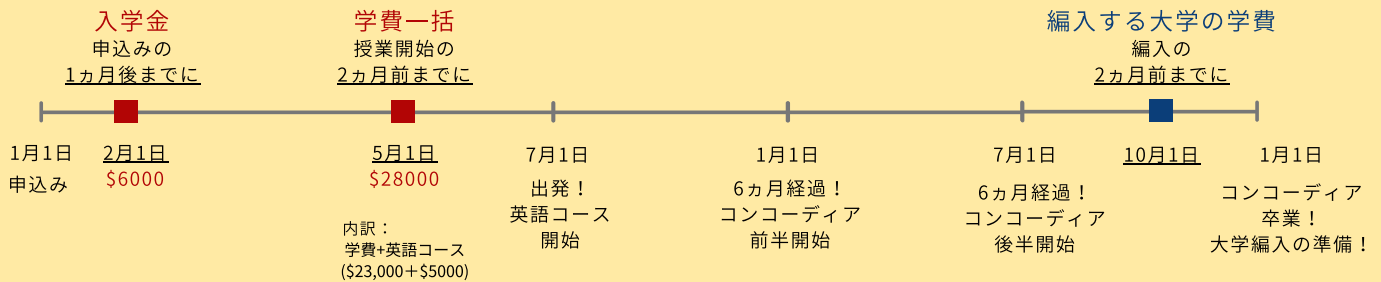 入学金
申込みの
1ヵ月後までに
学費一括
授業開始の
2ヵ月前までに
編入する大学の学費
編入の
2ヵ月前までに
1月1日
申込み
2月1日
$6000
5月1日
$28000
内訳：
学費+英語コース
($23,000＋$5000)
7月1日
出発！
英語コース
開始
1月1日
6ヵ月経過！
コンコーディア
前半開始
7月1日
6ヵ月経過！
コンコーディア
後半開始
10月1日
1月1日
コンコーディア
卒業！
大学編入の準備！